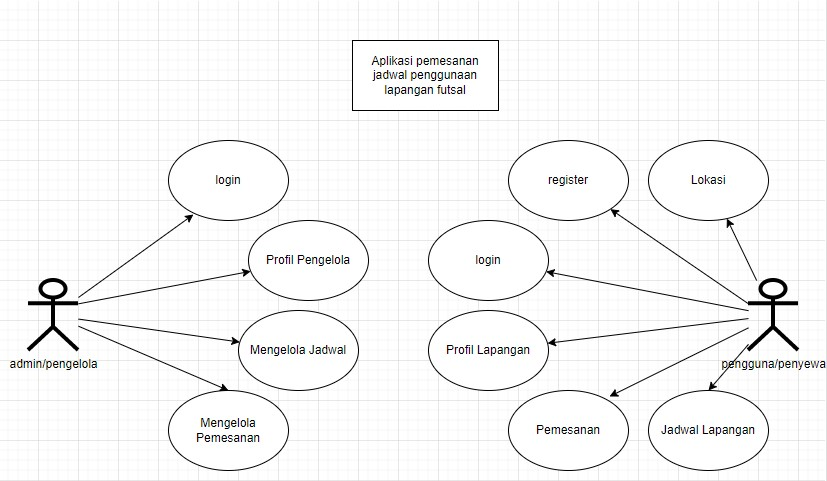 Aplikasi pemesanan
jadwal penggunaan
lapangan futsal
login
register
Lokasi
Profil Pengelola
login
Mengelola Jadwal
Profil Lapangan
admin/pengelola
pengguna/penyewa
Mengelola
Pemesanan
Pemesanan
Jadwal Lapangan